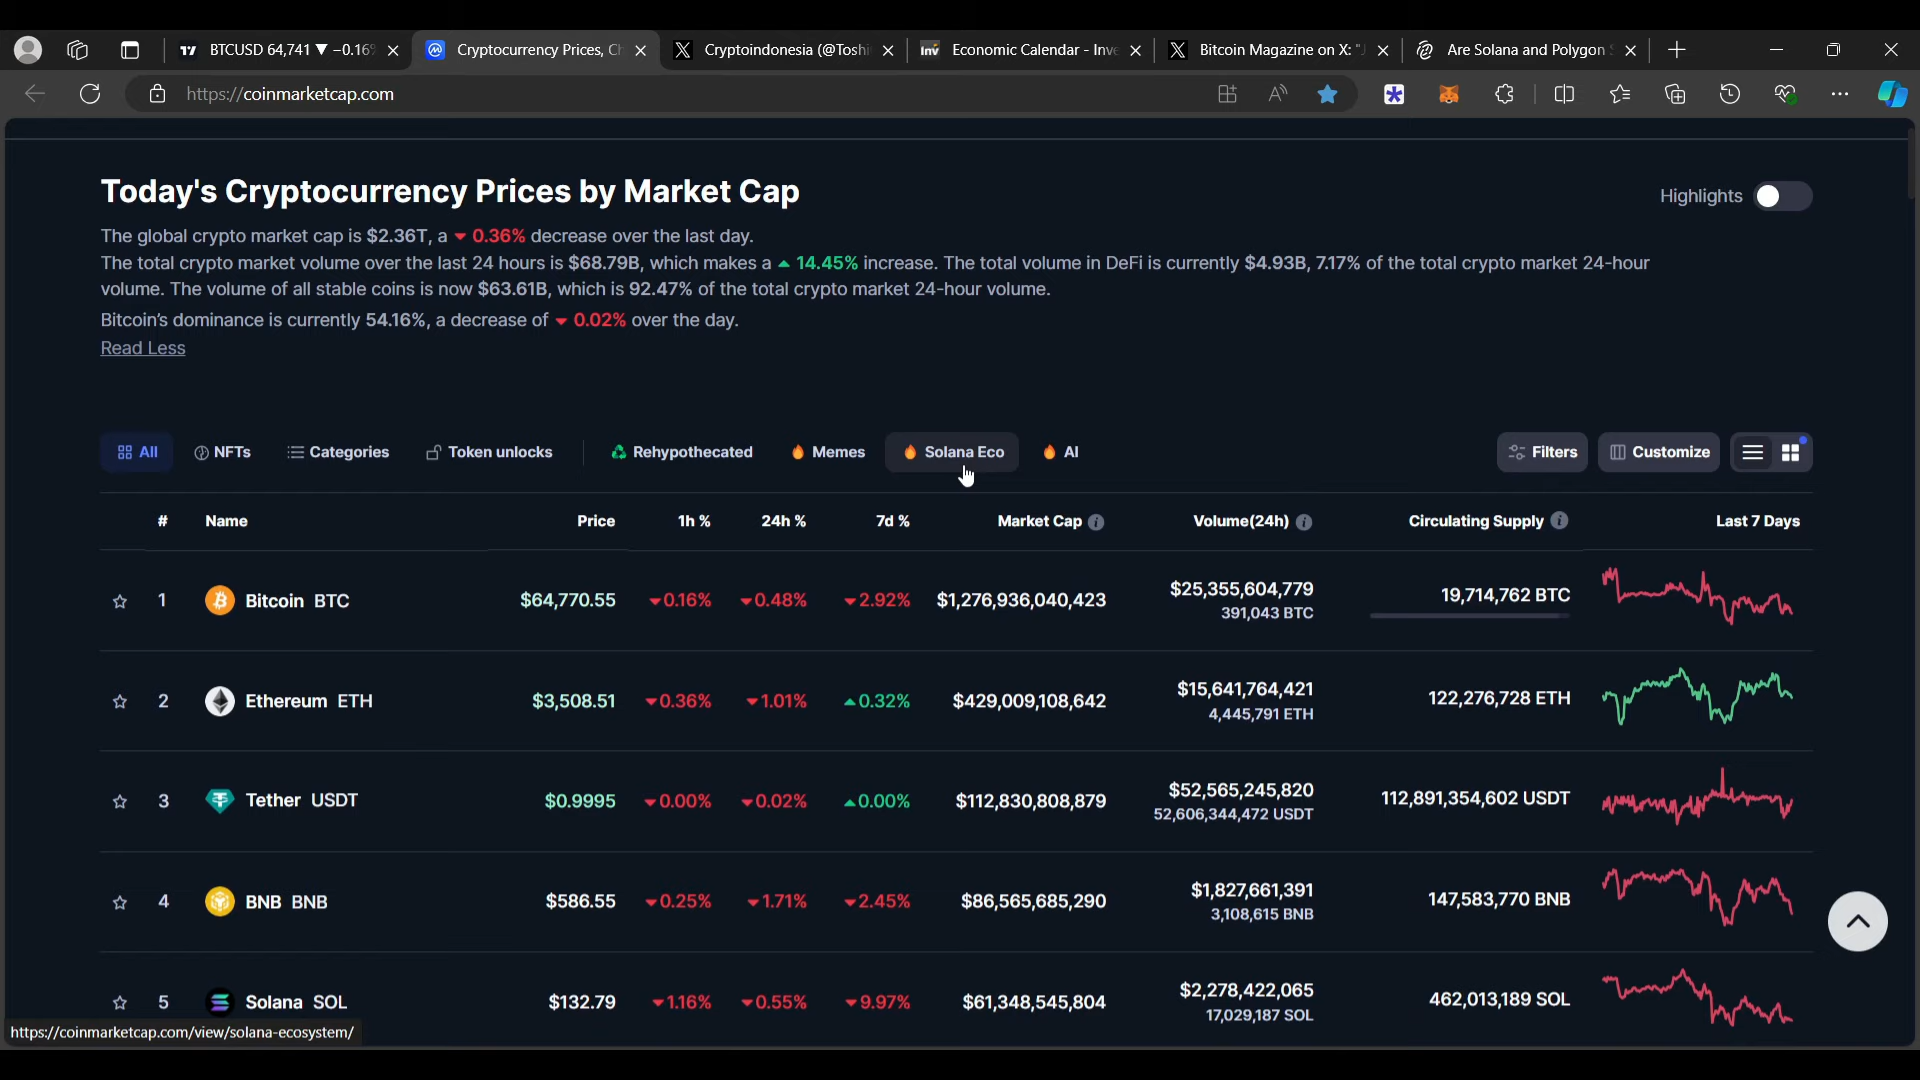 BTCUSD 64,741 ▼ −0.16%
Cryptocurrency Prices, Ch
Cryptoindonesia (@Toshi
Inv Economic Calendar - Inve
Bitcoin Magazine on X: "J
Are Solana and Polygon S
https://coinmarketcap.com
Today's Cryptocurrency Prices by Market Cap
Highlights
The global crypto market cap is $2.36T, a ▼ 0.36% decrease over the last day.
The total crypto market volume over the last 24 hours is $68.79B, which makes a ▲ 14.45% increase. The total volume in DeFi is currently $4.93B, 7.17% of the total crypto market 24-hour
volume. The volume of all stable coins is now $63.61B, which is 92.47% of the total crypto market 24-hour volume.
Bitcoin's dominance is currently 54.16%, a decrease of ▼ 0.02% over the day.
Read Less
All NFTs Categories Token unlocks Rehypothecated Memes Solana Eco AI Filters Customize
# Name Price 1h % 24h % 7d % Market Cap Volume(24h) Circulating Supply Last 7 Days
1 Bitcoin BTC $64,770.55 ▼0.16% ▼0.48% ▼2.92% $1,276,936,040,423 $25,355,604,779 19,714,762 BTC
391,043 BTC
2 Ethereum ETH $3,508.51 ▼0.36% ▼1.01% ▲0.32% $429,009,108,642 $15,641,764,421 122,276,728 ETH
4,445,791 ETH
3 Tether USDT $0.9995 ▼0.00% ▼0.02% ▲0.00% $112,830,808,879 $52,565,245,820 112,891,354,602 USDT
52,606,344,472 USDT
4 BNB BNB $586.55 ▼0.25% ▼1.71% ▼2.45% $86,565,685,290 $1,827,661,391 147,583,770 BNB
3,108,615 BNB
5 Solana SOL $132.79 ▼1.16% ▼0.55% ▼9.97% $61,348,545,804 $2,278,422,065 462,013,189 SOL
17,029,187 SOL
https://coinmarketcap.com/view/solana-ecosystem/